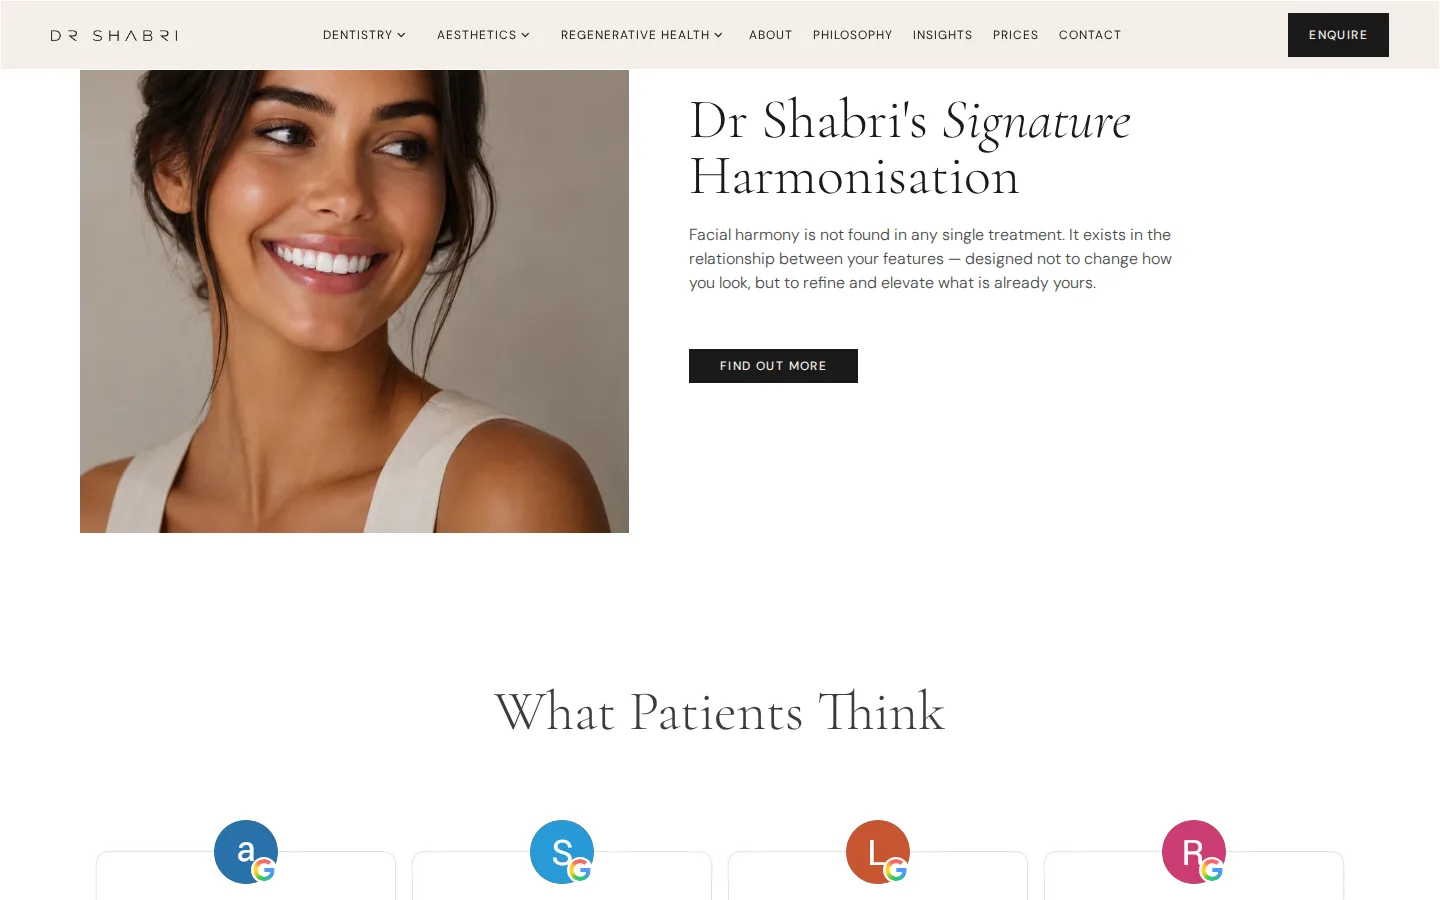 DR SHABRI
DENTISTRY AESTHETICS REGENERATIVE HEALTH ABOUT PHILOSOPHY INSIGHTS PRICES CONTACT
ENQUIRE
Dr Shabri's Signature
Harmonisation
Facial harmony is not found in any single treatment. It exists in the
relationship between your features — designed not to change how
you look, but to refine and elevate what is already yours.
FIND OUT MORE
What Patients Think
a
S
L
R